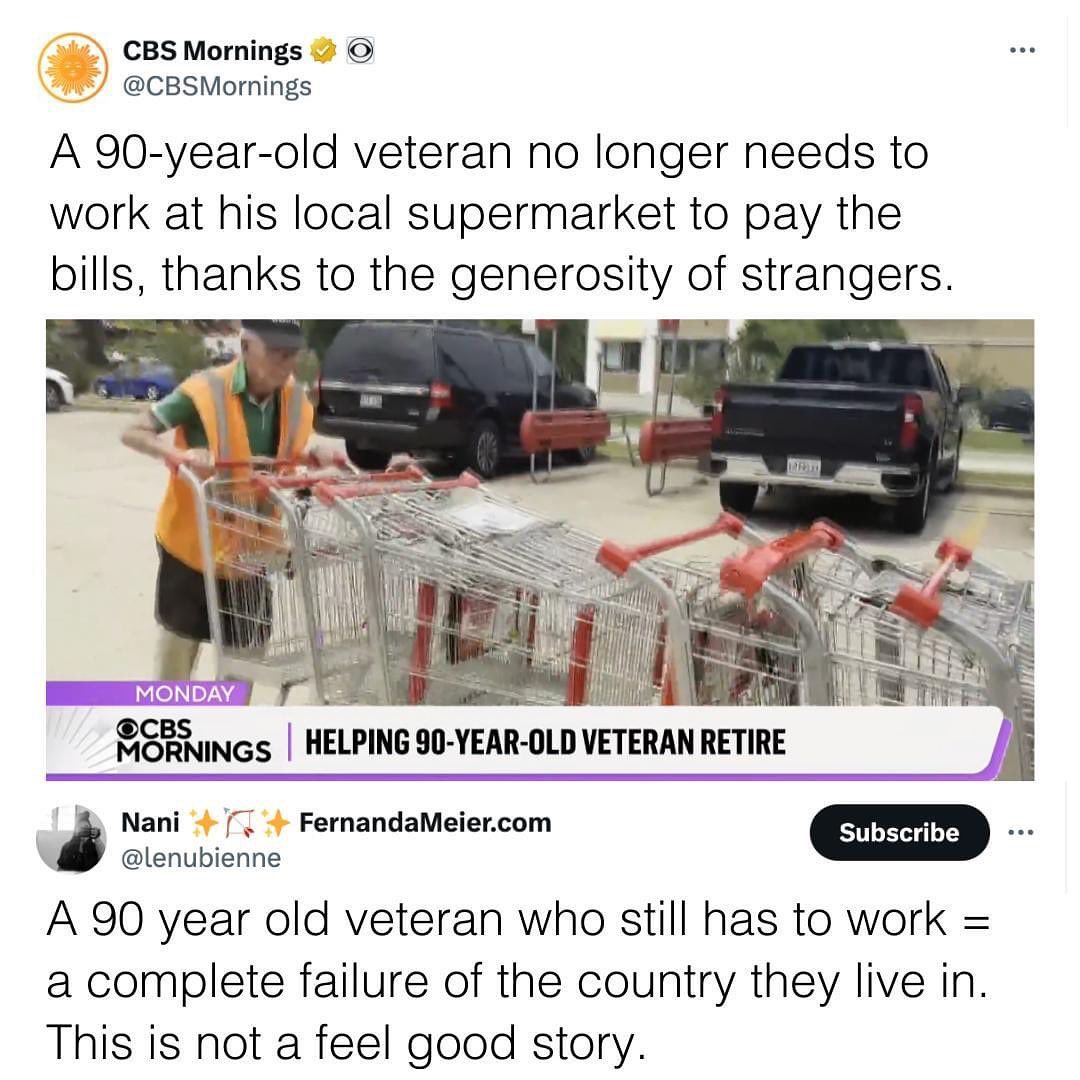 CBS Mornings
@CBSMornings
A 90-year-old veteran no longer needs to
work at his local supermarket to pay the
bills, thanks to the generosity of strangers.
MONDAY
CBS
MORNINGS
HELPING 90-YEAR-OLD VETERAN RETIRE
Nani ✨🏹✨ FernandaMeier.com
@lenubienne
Subscribe
A 90 year old veteran who still has to work =
a complete failure of the country they live in.
This is not a feel good story.